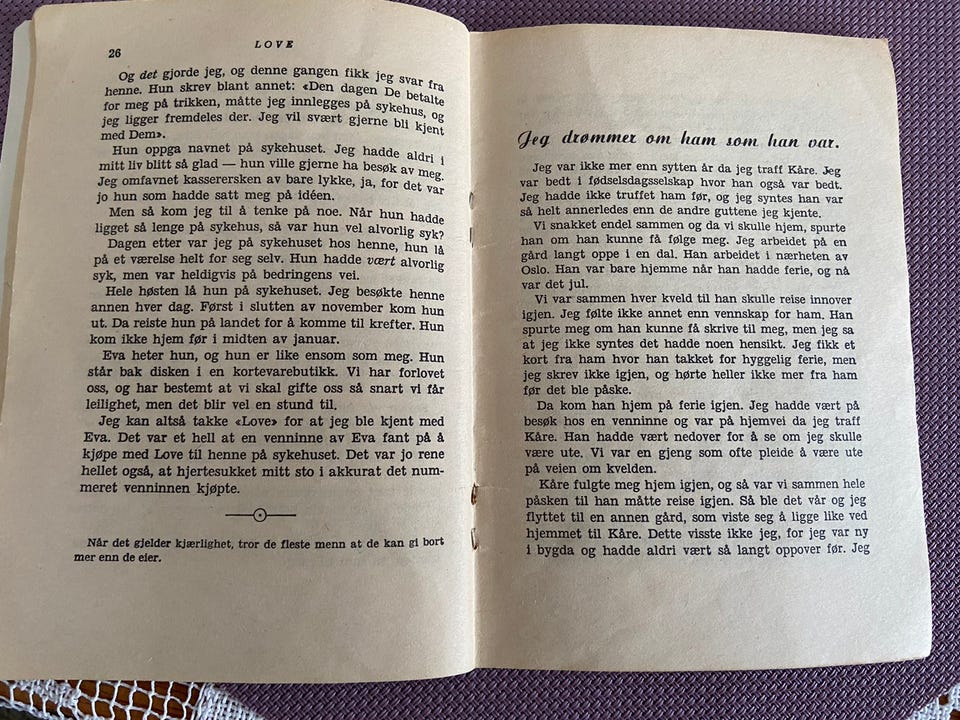 26
LOVE
Og det gjorde jeg, og denne gangen fikk jeg svar fra
henne. Hun skrev blant annet: «Den dagen De betalte
for meg på trikken, måtte jeg innlegges på sykehus, og
jeg ligger fremdeles der. Jeg vil svært gjerne bli kjent
med Dem».
Hun oppga navnet på sykehuset. Jeg hadde aldri i
mitt liv blitt så glad — hun ville gjerne ha besøk av meg.
Jeg omfavnet kassereren av bare lykke, ja, for det var
jo hun som hadde satt meg på idéen.
Men så kom jeg til å tenke på noe. Når hun hadde
ligget så lenge på sykehus, så var hun vel alvorlig syk?
Dagen etter var jeg på sykehuset hos henne, hun lå
på et værelse helt for seg selv. Hun hadde vært alvorlig
syk, men var heldigvis på bedringens vei.
Hele høsten lå hun på sykehuset. Jeg besøkte henne
annen hver dag. Først i slutten av november kom hun
ut. Da reiste hun på landet for å komme til krefter. Hun
kom ikke hjem før i midten av januar.
Eva heter hun, og hun er like ensom som meg. Hun
står bak disken i en kortevarebutikk. Vi har forlovet
oss, og har bestemt at vi skal gifte oss så snart vi får
leilighet, men det blir vel en stund til.
Jeg kan altså takke «Love» for at jeg ble kjent med
Eva. Det var et hell at en venninne av Eva fant på å
kjøpe med Love til henne på sykehuset. Det var jo rene
hellet også, at hjertesukket mitt sto i akkurat det num-
meret venninnen kjøpte.
Når det gjelder kjærlighet, tror de fleste menn at de kan gi bort
mer enn de eier.
Jeg drømmer om ham som han var.
Jeg var ikke mer enn sytten år da jeg traff Kåre. Jeg
var bedt i fødselsdagsselskap hvor han også var bedt.
Jeg hadde ikke truffet ham før, og jeg syntes han var
så helt annerledes enn de andre guttene jeg kjente.
Vi snakket endel sammen og da vi skulle hjem, spurte
han om han kunne få følge meg. Jeg arbeidet på en
gård langt oppe i en dal. Han arbeidet i nærheten av
Oslo. Han var bare hjemme når han hadde ferie, og nå
var det jul.
Vi var sammen hver kveld til han skulle reise innover
igjen. Jeg følte ikke annet enn vennskap for ham. Han
spurte meg om han kunne få skrive til meg, men jeg sa
at jeg ikke syntes det hadde noen hensikt. Jeg fikk et
kort fra ham hvor han takket for hyggelig ferie, men
jeg skrev ikke igjen, og hørte heller ikke mer fra ham
før det ble påske.
Da kom han hjem på ferie igjen. Jeg hadde vært på
besøk hos en venninne og var på hjemvei da jeg traff
Kåre. Han hadde vært nedover for å se om jeg skulle
være ute. Vi var en gjeng som ofte pleide å være ute
på veien om kvelden.
Kåre fulgte meg hjem igjen, og så var vi sammen hele
påsken til han måtte reise igjen. Så ble det vår og jeg
flyttet til en annen gård, som viste seg å ligge like ved
hjemmet til Kåre. Dette visste ikke jeg, for jeg var ny
i bygda og hadde aldri vært så langt oppover før. Jeg